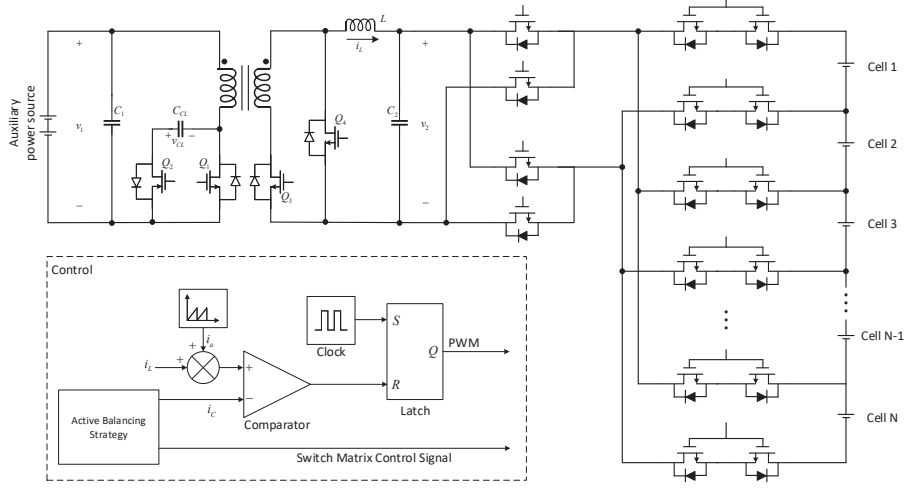 Auxiliary
power source
+
v1
−
C1
CCL
+ vCL −
Q2
Q1
Q3
Q4
L
iL
C2
+
v2
−
Cell 1
Cell 2
Cell 3
Cell N-1
Cell N
Control
ia
iL
+
+
+
−
iC
Comparator
Clock
S
R
Q
Latch
PWM
Active Balancing
Strategy
Switch Matrix Control Signal